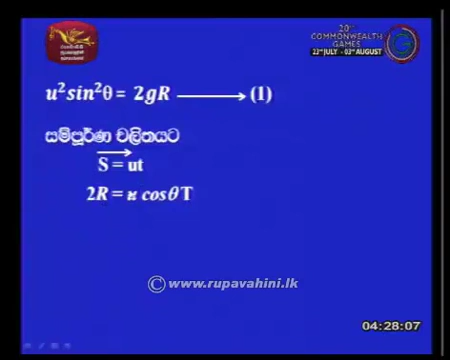 20th
COMMONWEALTH
GAMES
23rd JULY - 03rd AUGUST
u²sin²θ = 2gR ⟶ (1)
සම්පූර්ණ චලිතයට
S = ut
2R = u cosθ T
© www.rupavahini.lk
04:28:07